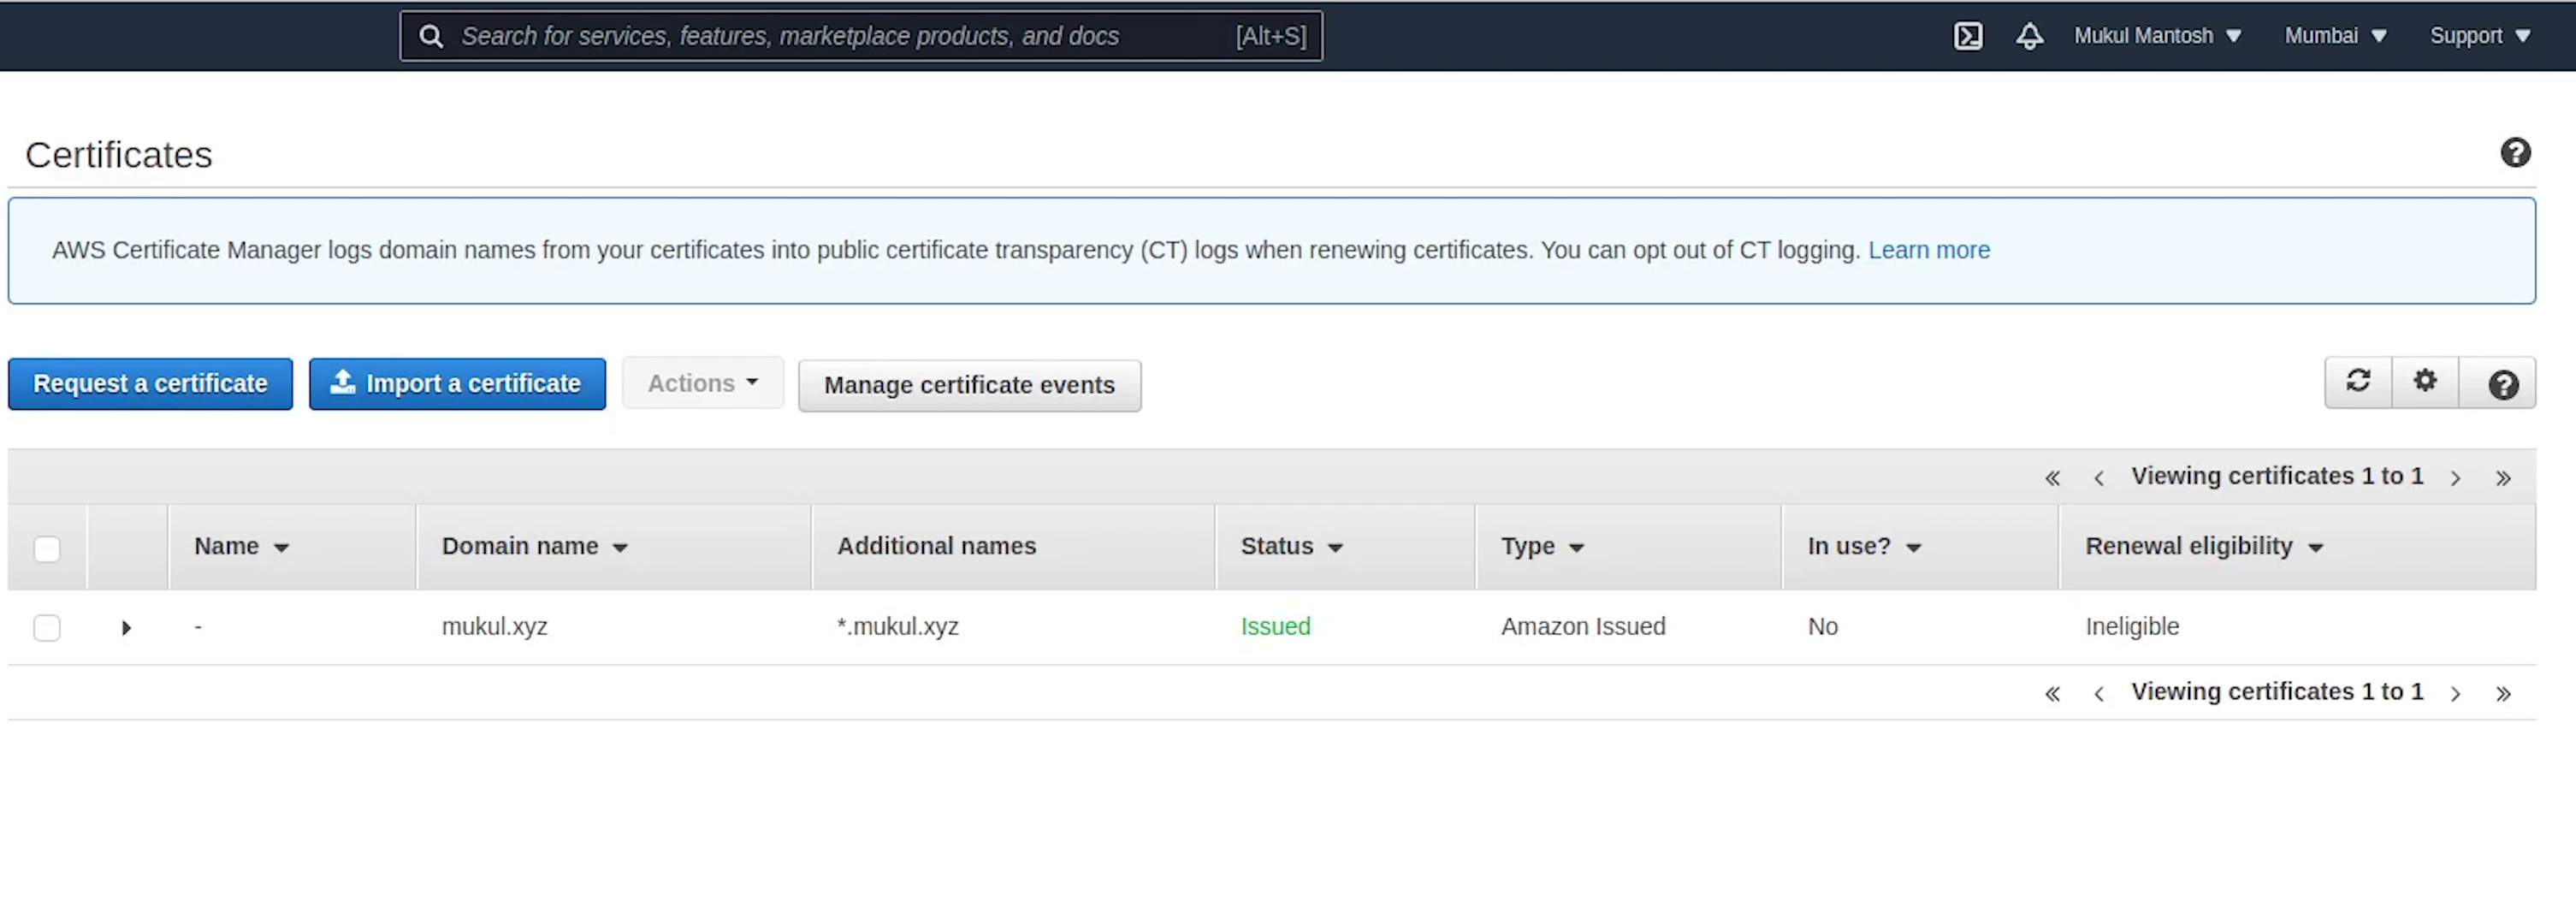 Search for services, features, marketplace products, and docs [Alt+S] Mukul Mantosh Mumbai Support
Certificates
AWS Certificate Manager logs domain names from your certificates into public certificate transparency (CT) logs when renewing certificates. You can opt out of CT logging. Learn more
Request a certificate Import a certificate Actions Manage certificate events
Viewing certificates 1 to 1
Name Domain name Additional names Status Type In use? Renewal eligibility
- mukul.xyz *.mukul.xyz Issued Amazon Issued No Ineligible
Viewing certificates 1 to 1